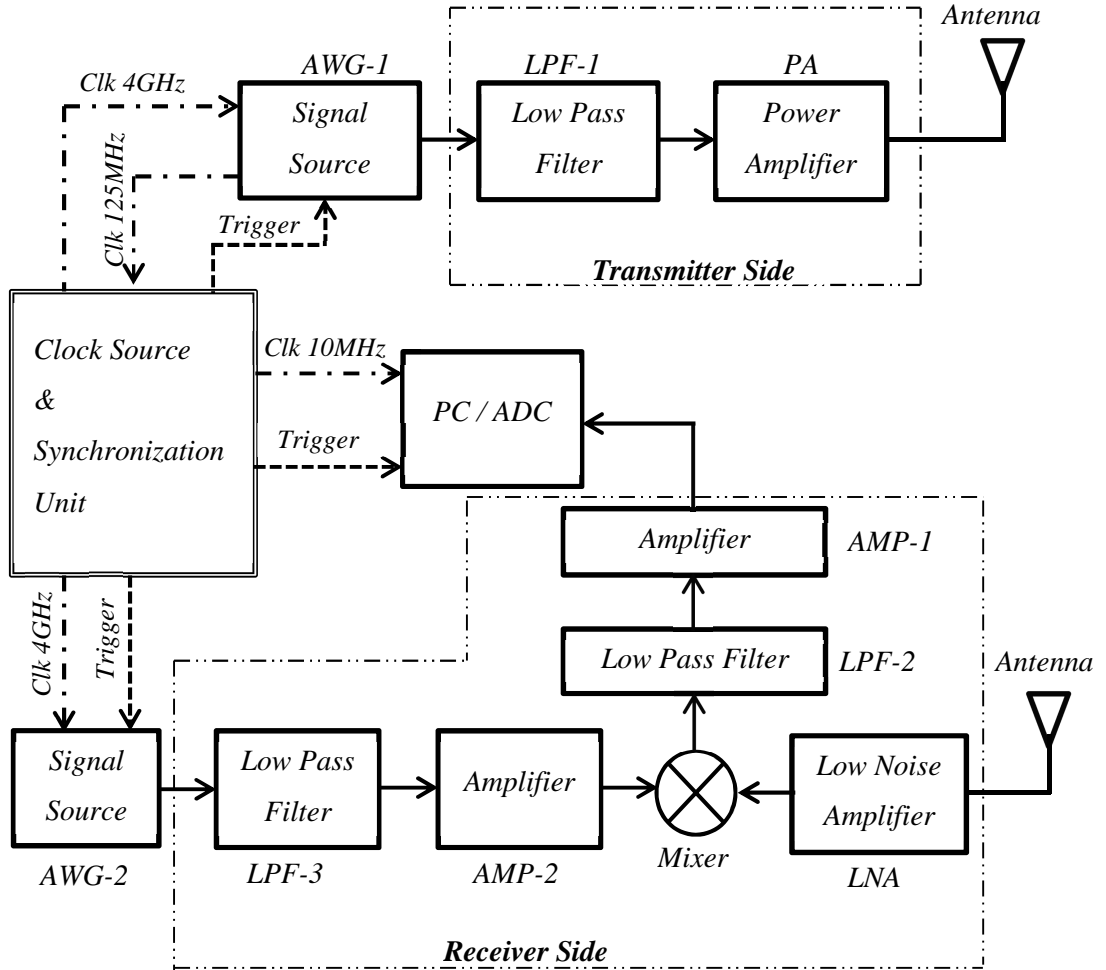 Antenna
AWG-1
LPF-1
PA
Clk 4GHz
Signal
Source
Low Pass
Filter
Power
Amplifier
Clk 125MHz
Trigger
Transmitter Side
Clock Source
&
Synchronization
Unit
Clk 10MHz
PC / ADC
Trigger
Amplifier
AMP-1
Clk 4GHz
Trigger
Low Pass Filter
LPF-2
Antenna
Signal
Source
Low Pass
Filter
Amplifier
Low Noise
Amplifier
Mixer
AWG-2
LPF-3
AMP-2
LNA
Receiver Side